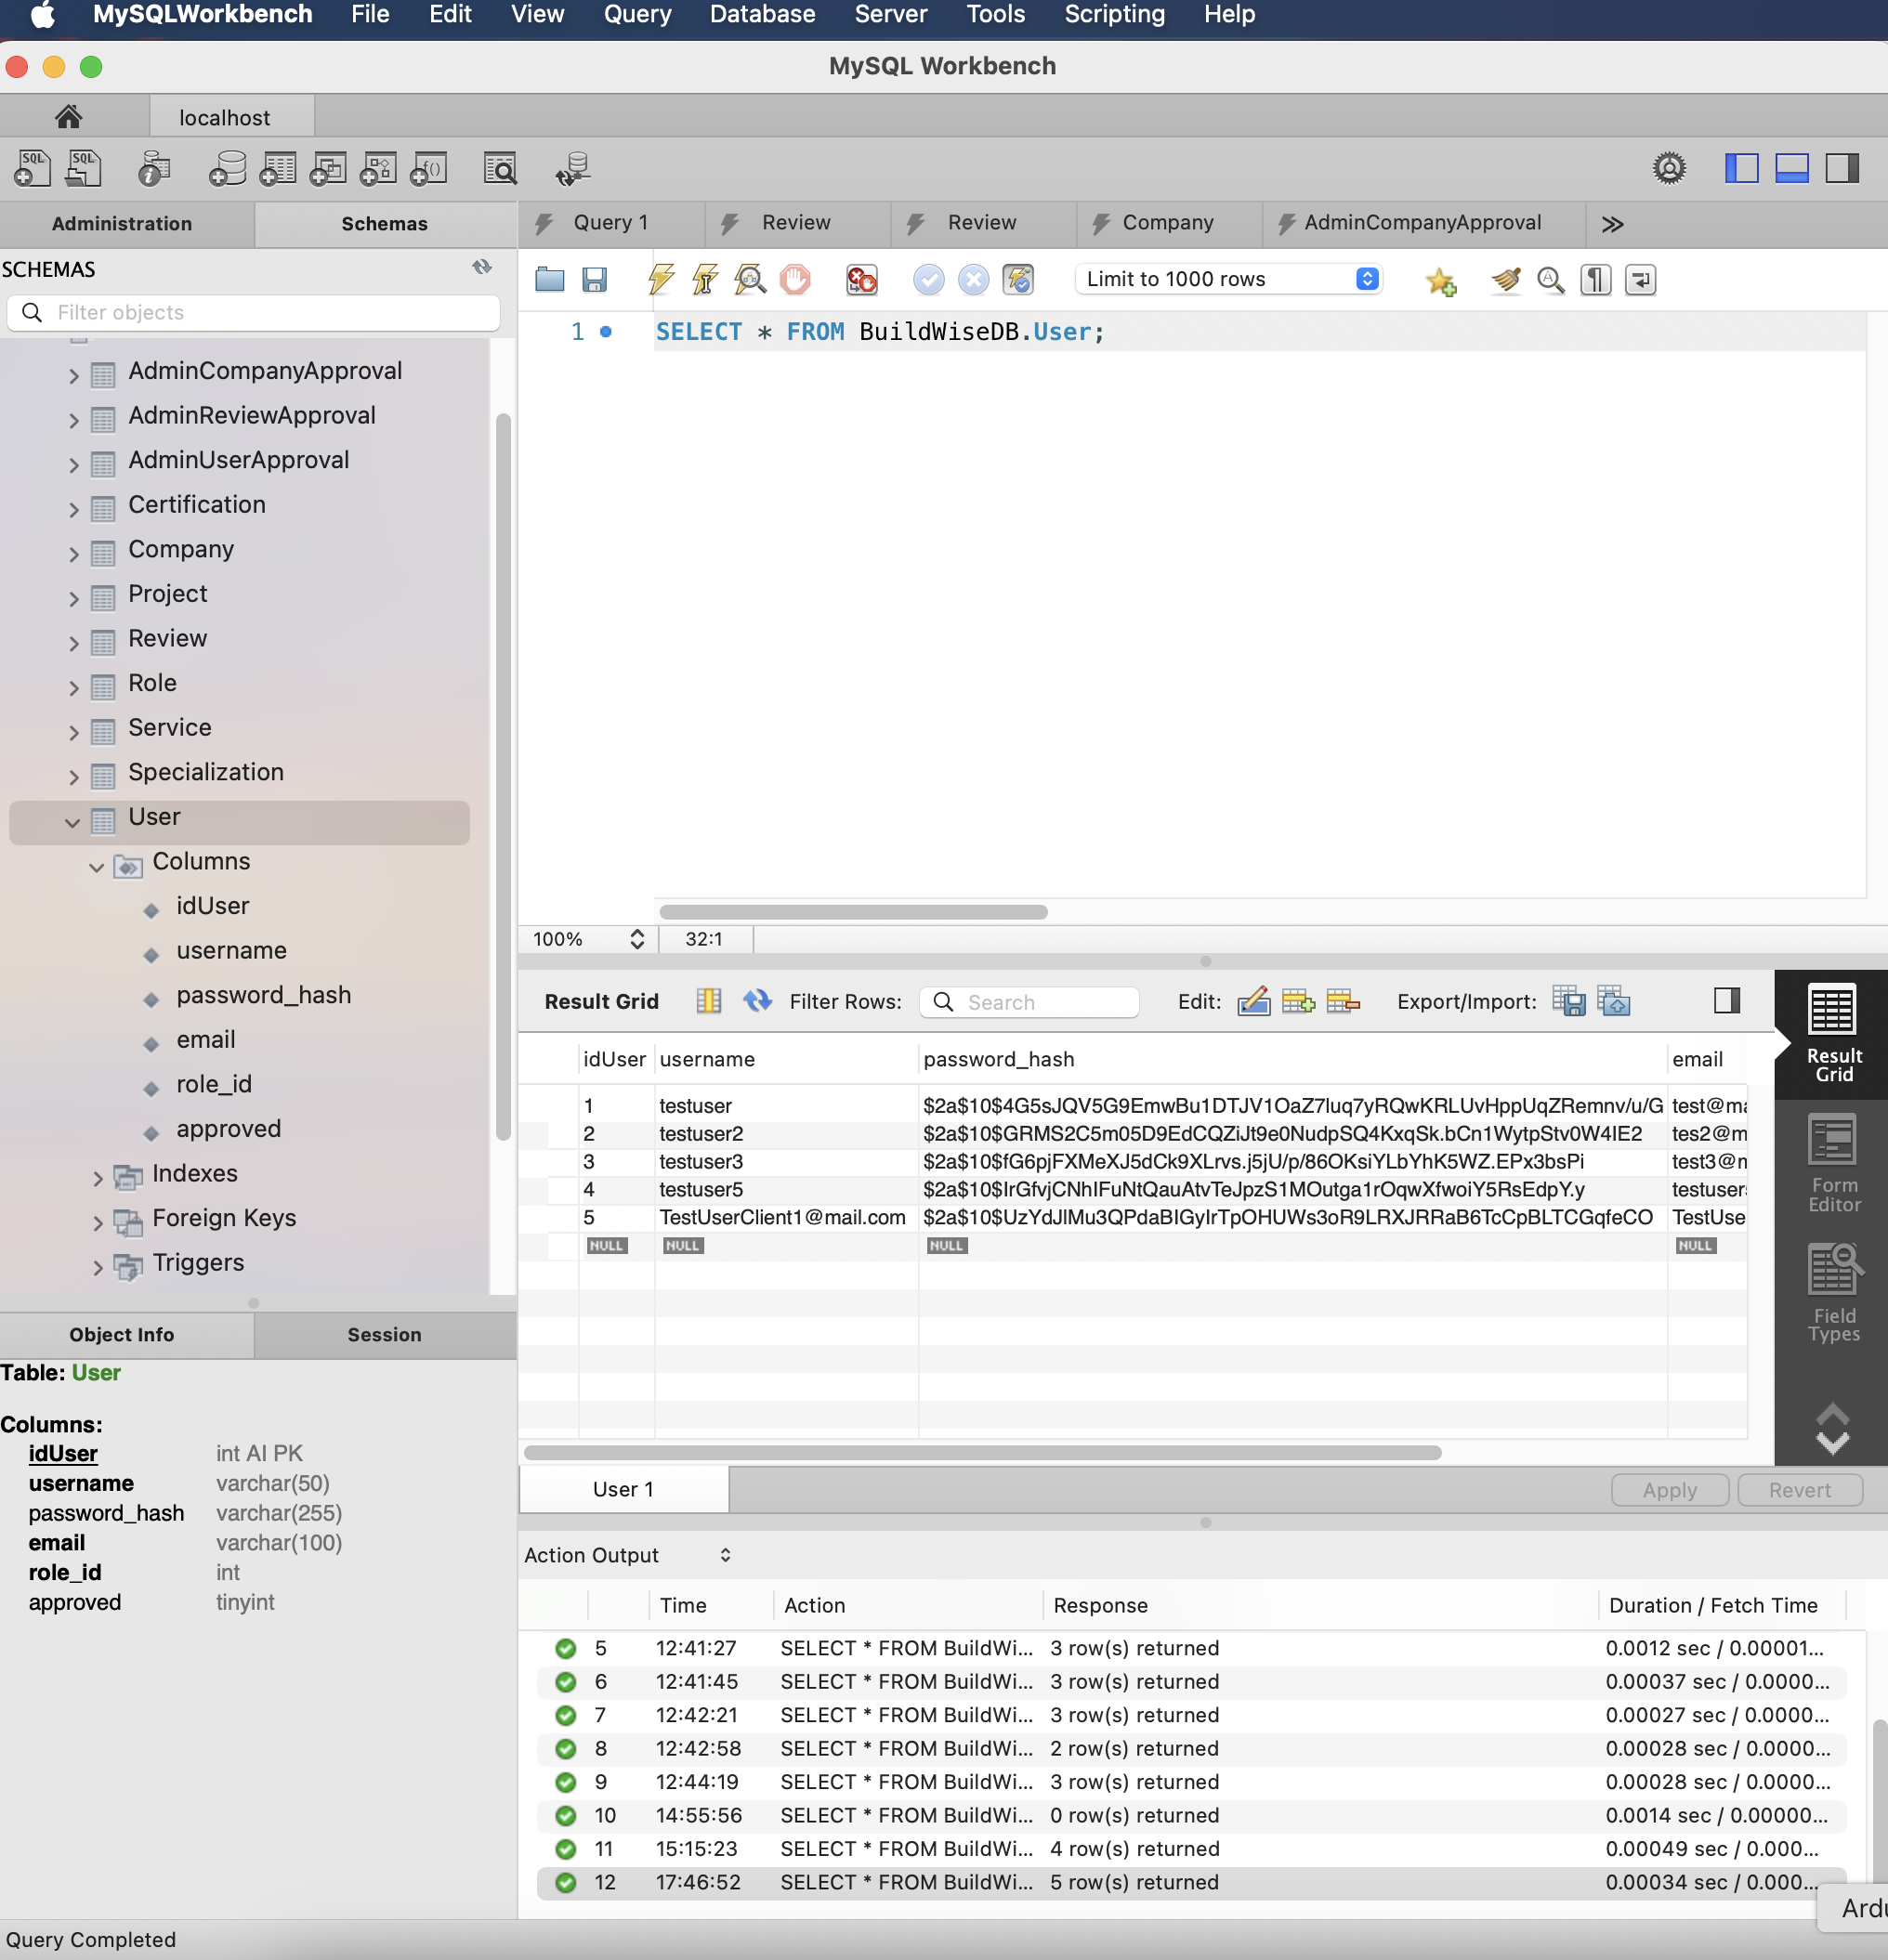 MySQLWorkbench File Edit View Query Database Server Tools Scripting Help
MySQL Workbench
localhost
Administration Schemas
Query 1 Review Review Company AdminCompanyApproval
SCHEMAS
Filter objects
Limit to 1000 rows
1 SELECT * FROM BuildWiseDB.User;
AdminCompanyApproval
AdminReviewApproval
AdminUserApproval
Certification
Company
Project
Review
Role
Service
Specialization
User
Columns
idUser
username
password_hash
email
role_id
approved
Indexes
Foreign Keys
Triggers
100% 32:1
Result Grid Filter Rows: Search Edit: Export/Import:
idUser username password_hash email
1 testuser $2a$10$4G5sJQV5G9EmwBu1DTJV1OaZ7luq7yRQwKRLUvHppUqZRemnv/u/G test@ma
2 testuser2 $2a$10$GRMS2C5m05D9EdCQZiJt9e0NudpSQ4KxqSk.bCn1WytpStv0W4IE2 tes2@m
3 testuser3 $2a$10$fG6pjFXMeXJ5dCk9XLrvs.j5jU/p/86OKsiYLbYhK5WZ.EPx3bsPi test3@m
4 testuser5 $2a$10$IrGfvjCNhIFuNtQauAtvTeJpzS1MOutga1rOqwXfwoiY5RsEdpY.y testuser
5 TestUserClient1@mail.com $2a$10$UzYdJlMu3QPdaBIGyIrTpOHUWs3oR9LRXJRRaB6TcCpBLTCGqfeCO TestUse
NULL NULL NULL NULL
Result
Grid
Form
Editor
Field
Types
Object Info Session
Table: User
Columns:
idUser int AI PK
username varchar(50)
password_hash varchar(255)
email varchar(100)
role_id int
approved tinyint
User 1 Apply Revert
Action Output
Time Action Response Duration / Fetch Time
5 12:41:27 SELECT * FROM BuildWi... 3 row(s) returned 0.0012 sec / 0.00001...
6 12:41:45 SELECT * FROM BuildWi... 3 row(s) returned 0.00037 sec / 0.0000...
7 12:42:21 SELECT * FROM BuildWi... 3 row(s) returned 0.00027 sec / 0.0000...
8 12:42:58 SELECT * FROM BuildWi... 2 row(s) returned 0.00028 sec / 0.0000...
9 12:44:19 SELECT * FROM BuildWi... 3 row(s) returned 0.00028 sec / 0.0000...
10 14:55:56 SELECT * FROM BuildWi... 0 row(s) returned 0.0014 sec / 0.00000...
11 15:15:23 SELECT * FROM BuildWi... 4 row(s) returned 0.00049 sec / 0.000...
12 17:46:52 SELECT * FROM BuildWi... 5 row(s) returned 0.00034 sec / 0.000...
Ardu
Query Completed